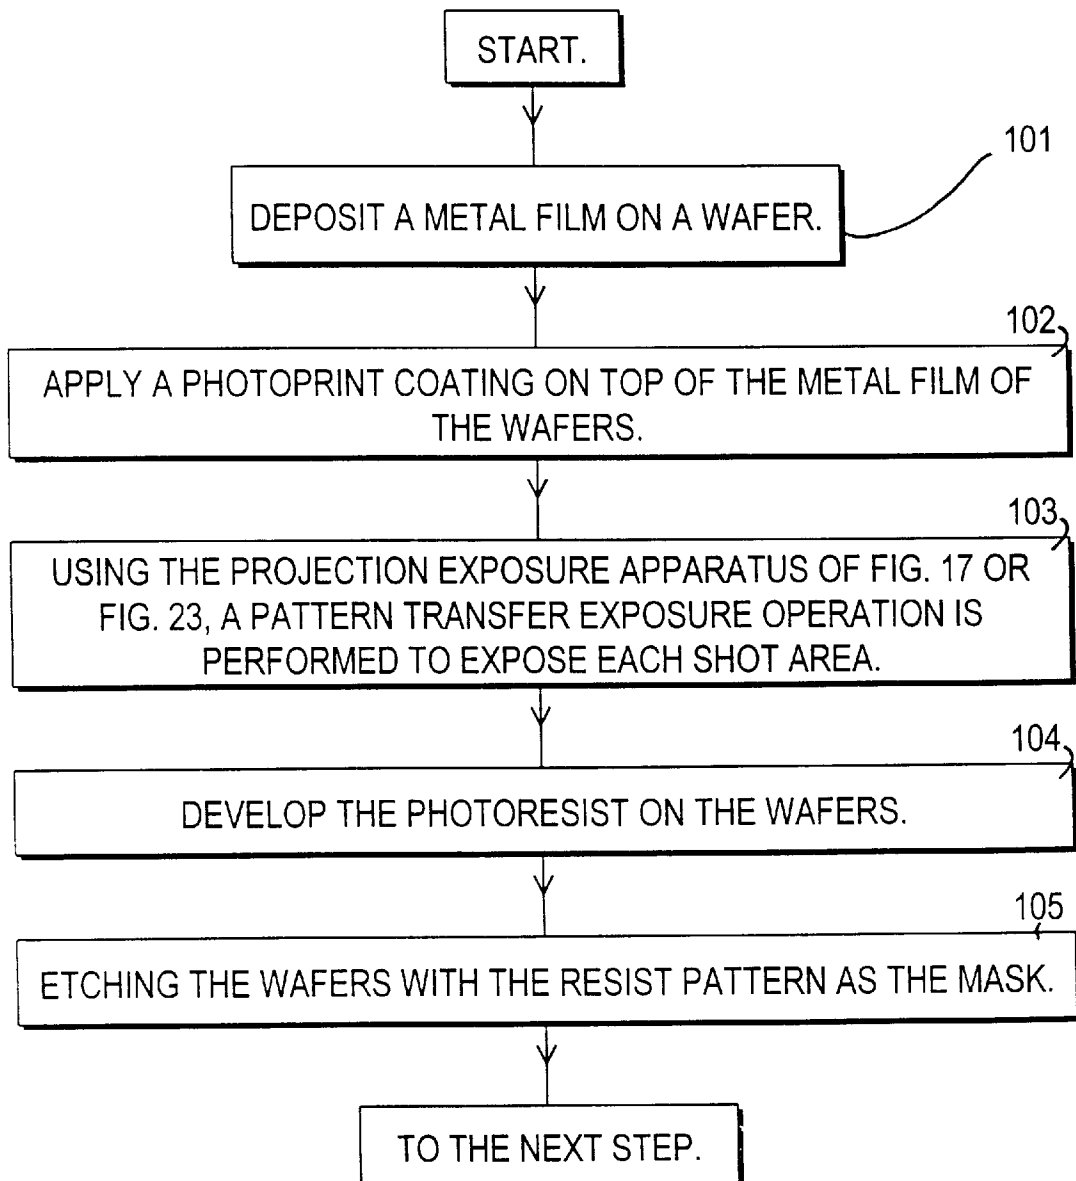 START.
101
DEPOSIT A METAL FILM ON A WAFER.
102
APPLY A PHOTOPRINT COATING ON TOP OF THE METAL FILM OF
THE WAFERS.
103
USING THE PROJECTION EXPOSURE APPARATUS OF FIG. 17 OR
FIG. 23, A PATTERN TRANSFER EXPOSURE OPERATION IS
PERFORMED TO EXPOSE EACH SHOT AREA.
104
DEVELOP THE PHOTORESIST ON THE WAFERS.
105
ETCHING THE WAFERS WITH THE RESIST PATTERN AS THE MASK.
TO THE NEXT STEP.